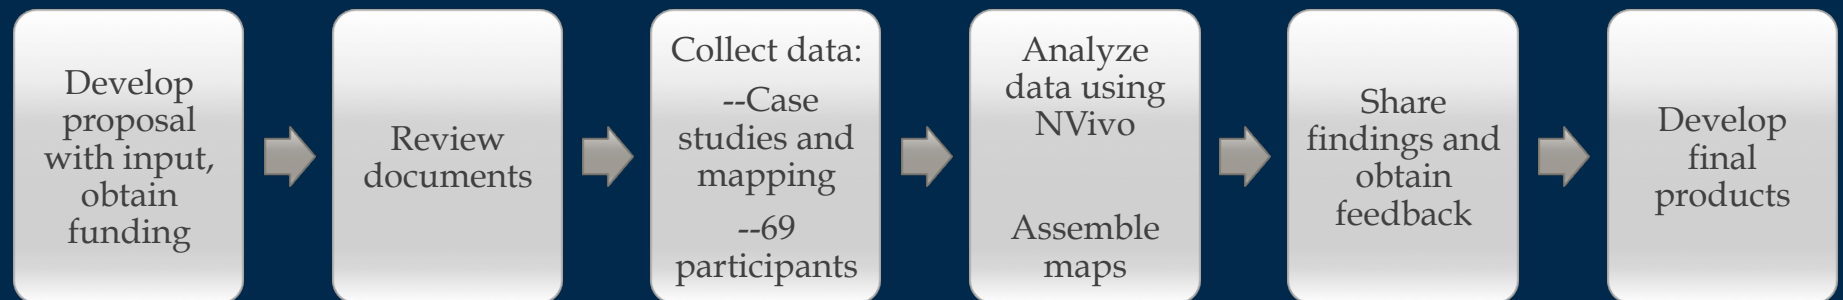 Develop
proposal
with input,
obtain
funding
Review
documents
Collect data:
--Case
studies and
mapping
--69
participants
Analyze
data using
NVivo
Assemble
maps
Share
findings and
obtain
feedback
Develop
final
products